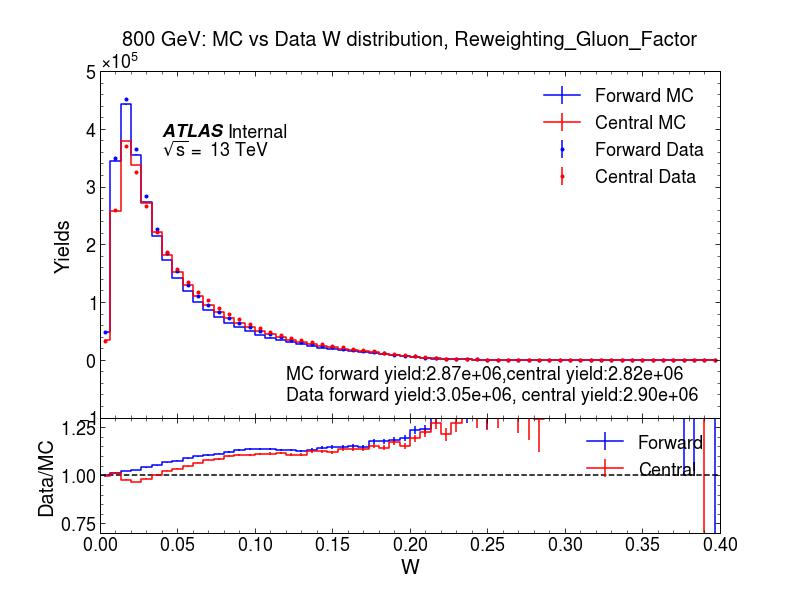 800 GeV: MC vs Data W distribution, Reweighting_Gluon_Factor
×10⁵
5
4
3
2
1
0
-1
Yields
ATLAS Internal
√s = 13 TeV
Forward MC
Central MC
Forward Data
Central Data
MC forward yield:2.87e+06,central yield:2.82e+06
Data forward yield:3.05e+06, central yield:2.90e+06
1.25
1.00
0.75
Data/MC
Forward
Central
0.00 0.05 0.10 0.15 0.20 0.25 0.30 0.35 0.40
W